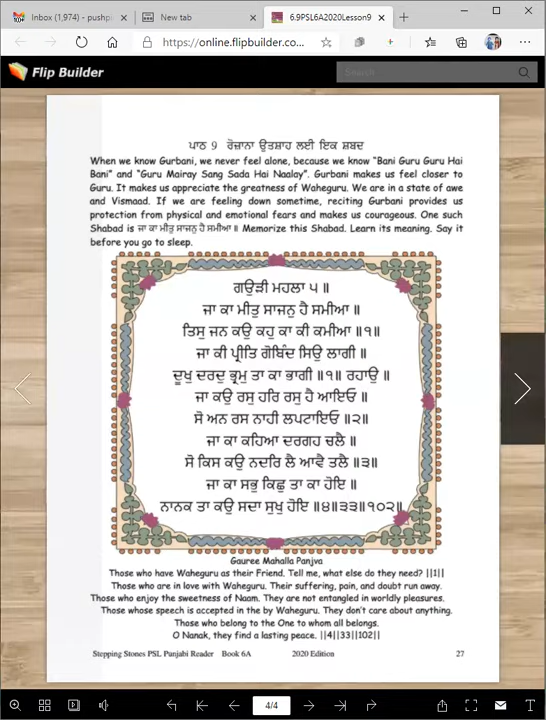 Inbox (1,974) - pushp
New tab
6.9PSL6A2020Lesson9
https://online.flipbuilder.co...
Flip Builder
Search
ਪਾਠ 9 ਰੋਜ਼ਾਨਾ ਉਤਸ਼ਾਹ ਲਈ ਇਕ ਸ਼ਬਦ
When we know Gurbani, we never feel alone, because we know "Bani Guru Guru Hai
Bani" and "Guru Mairay Sang Sada Hai Naalay". Gurbani makes us feel closer to
Guru. It makes us appreciate the greatness of Waheguru. We are in a state of awe
and Vismaad. If we are feeling down sometime, reciting Gurbani provides us
protection from physical and emotional fears and makes us courageous. One such
Shabad is ਜਾ ਕਾ ਮੀਤੁ ਸਾਜਨੁ ਹੈ ਸਮੀਆ ॥ Memorize this Shabad. Learn its meaning. Say it
before you go to sleep.
ਗਉੜੀ ਮਹਲਾ ੫ ॥
ਜਾ ਕਾ ਮੀਤੁ ਸਾਜਨੁ ਹੈ ਸਮੀਆ ॥
ਤਿਸੁ ਜਨ ਕਉ ਕਹੁ ਕਾ ਕੀ ਕਮੀਆ ॥੧॥
ਜਾ ਕੀ ਪ੍ਰੀਤਿ ਗੋਬਿੰਦ ਸਿਉ ਲਾਗੀ ॥
ਦੂਖੁ ਦਰਦੁ ਭ੍ਰਮੁ ਤਾ ਕਾ ਭਾਗੀ ॥੧॥ ਰਹਾਉ ॥
ਜਾ ਕਉ ਰਸੁ ਹਰਿ ਰਸੁ ਹੈ ਆਇਓ ॥
ਸੋ ਅਨ ਰਸ ਨਾਹੀ ਲਪਟਾਇਓ ॥੨॥
ਜਾ ਕਾ ਕਹਿਆ ਦਰਗਹ ਚਲੈ ॥
ਸੋ ਕਿਸ ਕਉ ਨਦਰਿ ਲੈ ਆਵੈ ਤਲੈ ॥੩॥
ਜਾ ਕਾ ਸਭੁ ਕਿਛੁ ਤਾ ਕਾ ਹੋਇ ॥
ਨਾਨਕ ਤਾ ਕਉ ਸਦਾ ਸੁਖੁ ਹੋਇ ॥੪॥੩੩॥੧੦੨॥
Gauree Mahalla Panjva
Those who have Waheguru as their Friend. Tell me, what else do they need? ||1||
Those who are in love with Waheguru. Their suffering, pain, and doubt run away.
Those who enjoy the sweetness of Naam. They are not entangled in worldly pleasures.
Those whose speech is accepted in the by Waheguru. They don't care about anything.
Those who belong to the One to whom all belongs.
O Nanak, they find a lasting peace. ||4||33||102||
Stepping Stones PSL Punjabi Reader Book 6A 2020 Edition 27
4/4